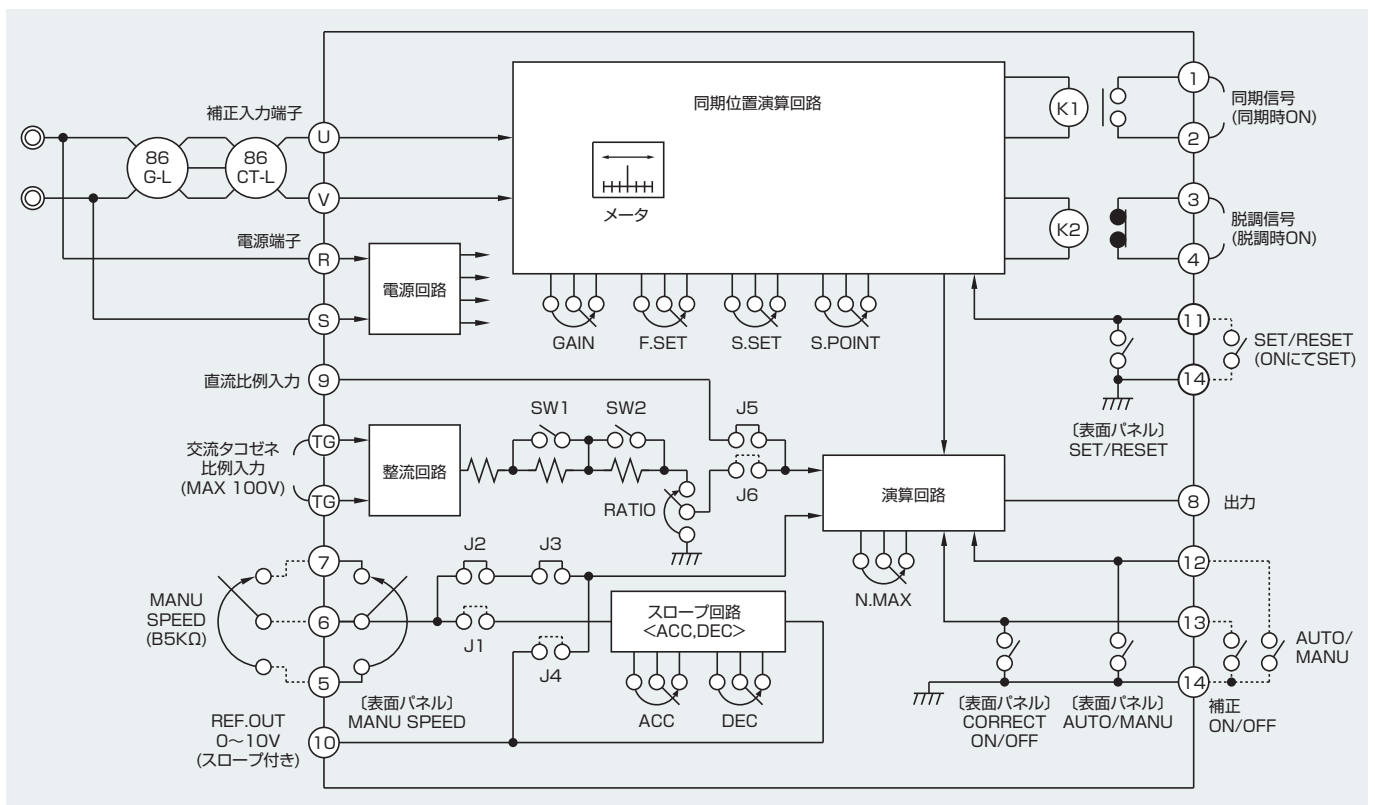 補正入力端子
U
86
G-L
86
CT-L
V
電源端子
R
S
電源回路
同期位置演算回路
メータ
GAIN
F.SET
S.SET
S.POINT
K1
K2
1
2
同期信号
(同期時ON)
3
4
脱調信号
(脱調時ON)
11
14
SET/RESET
(ONにてSET)
〔表面パネル〕
SET/RESET
直流比例入力
9
交流タコゼネ
比例入力
(MAX 100V)
TG
TG
整流回路
SW1
SW2
RATIO
J5
J6
演算回路
N.MAX
8
出力
MANU
SPEED
(B5KΩ)
7
6
5
〔表面パネル〕
MANU SPEED
J2
J3
J1
J4
スロープ回路
<ACC,DEC>
ACC
DEC
12
13
14
AUTO/
MANU
補正
ON/OFF
〔表面パネル〕
CORRECT
ON/OFF
〔表面パネル〕
AUTO/MANU
REF.OUT
0～10V
(スロープ付き)
10